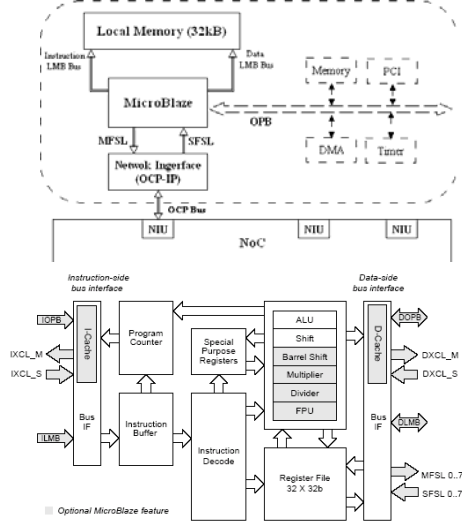 Local Memory (32kB)
Instruction
LMB Bus
Data
LMB Bus
MicroBlaze
Memory
PCI
OPB
MFSL
SFSL
DMA
Timer
Netwok Ingerface
(OCP-IP)
OCP Bus
NIU
NIU
NIU
NoC
Instruction-side
bus interface
Data-side
bus interface
IOPB
I-Cache
Program
Counter
Special
Purpose
Registers
ALU
Shift
Barrel Shift
Multiplier
Divider
FPU
D-Cache
DOPB
IXCL_M
IXCL_S
DXCL_M
DXCL_S
Bus
IF
Bus
IF
ILMB
Instruction
Buffer
Instruction
Decode
Register File
32 X 32b
DLMB
MFSL 0..7
SFSL 0..7
Optional MicroBlaze feature